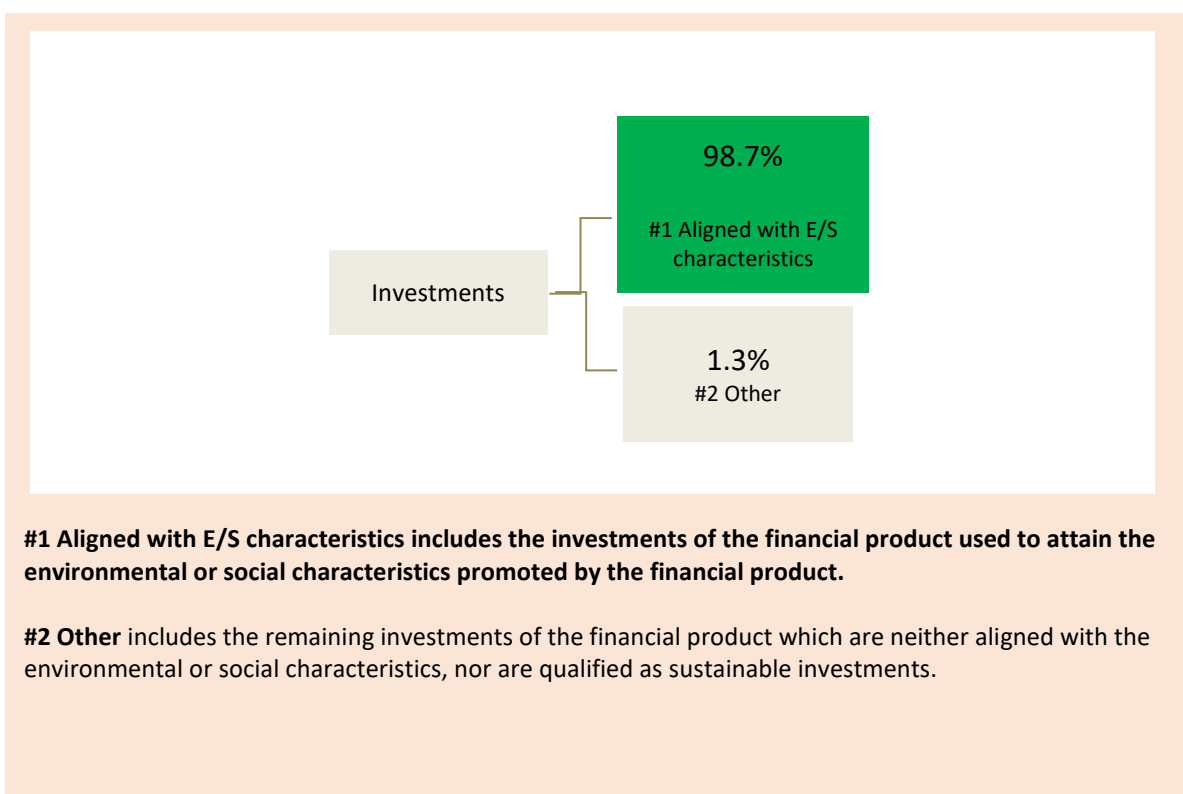 98.7%
#1 Aligned with E/S
characteristics
Investments
1.3%
#2 Other
#1 Aligned with E/S characteristics includes the investments of the financial product used to attain the
environmental or social characteristics promoted by the financial product.
#2 Other includes the remaining investments of the financial product which are neither aligned with the
environmental or social characteristics, nor are qualified as sustainable investments.